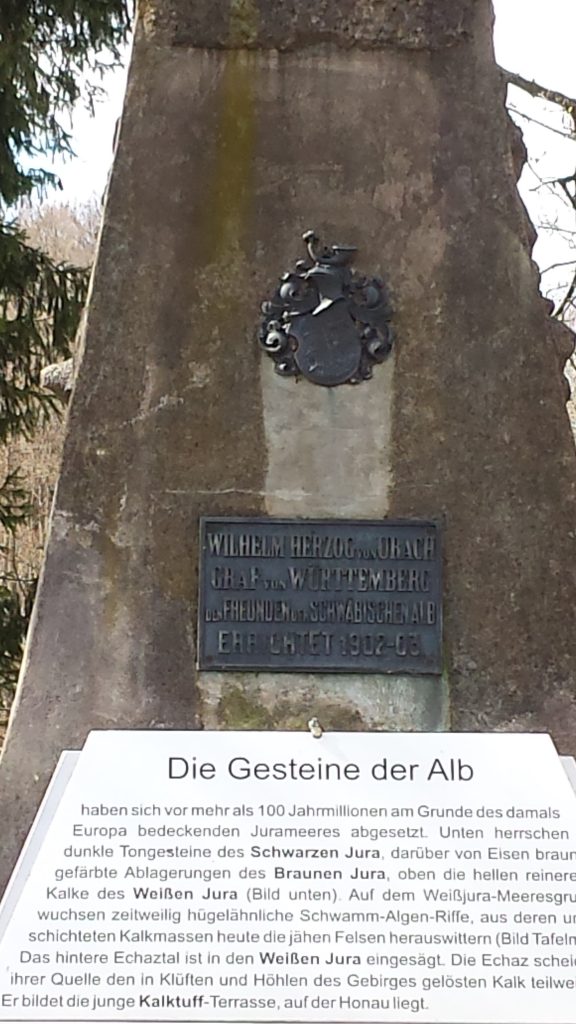 WILHELM HERZOG VON URACH
GRAF VON WÜRTTEMBERG
DEN FREUNDEN DER SCHWÄBISCHEN ALB
ERRICHTET 1902-03
Die Gesteine der Alb
haben sich vor mehr als 100 Jahrmillionen am Grunde des damals
Europa bedeckenden Jurameeres abgesetzt. Unten herrschen
dunkle Tongesteine des Schwarzen Jura, darüber von Eisen braun
gefärbte Ablagerungen des Braunen Jura, oben die hellen reinere
Kalke des Weißen Jura (Bild unten). Auf dem Weißjura-Meeresgru
wuchsen zeitweilig hügelähnliche Schwamm-Algen-Riffe, aus deren un
schichteten Kalkmassen heute die jähen Felsen herauswittern (Bild Tafelm
Das hintere Echaztal ist in den Weißen Jura eingesägt. Die Echaz schei
ihrer Quelle den in Klüften und Höhlen des Gebirges gelösten Kalk teilwe
Er bildet die junge Kalktuff-Terrasse, auf der Honau liegt.